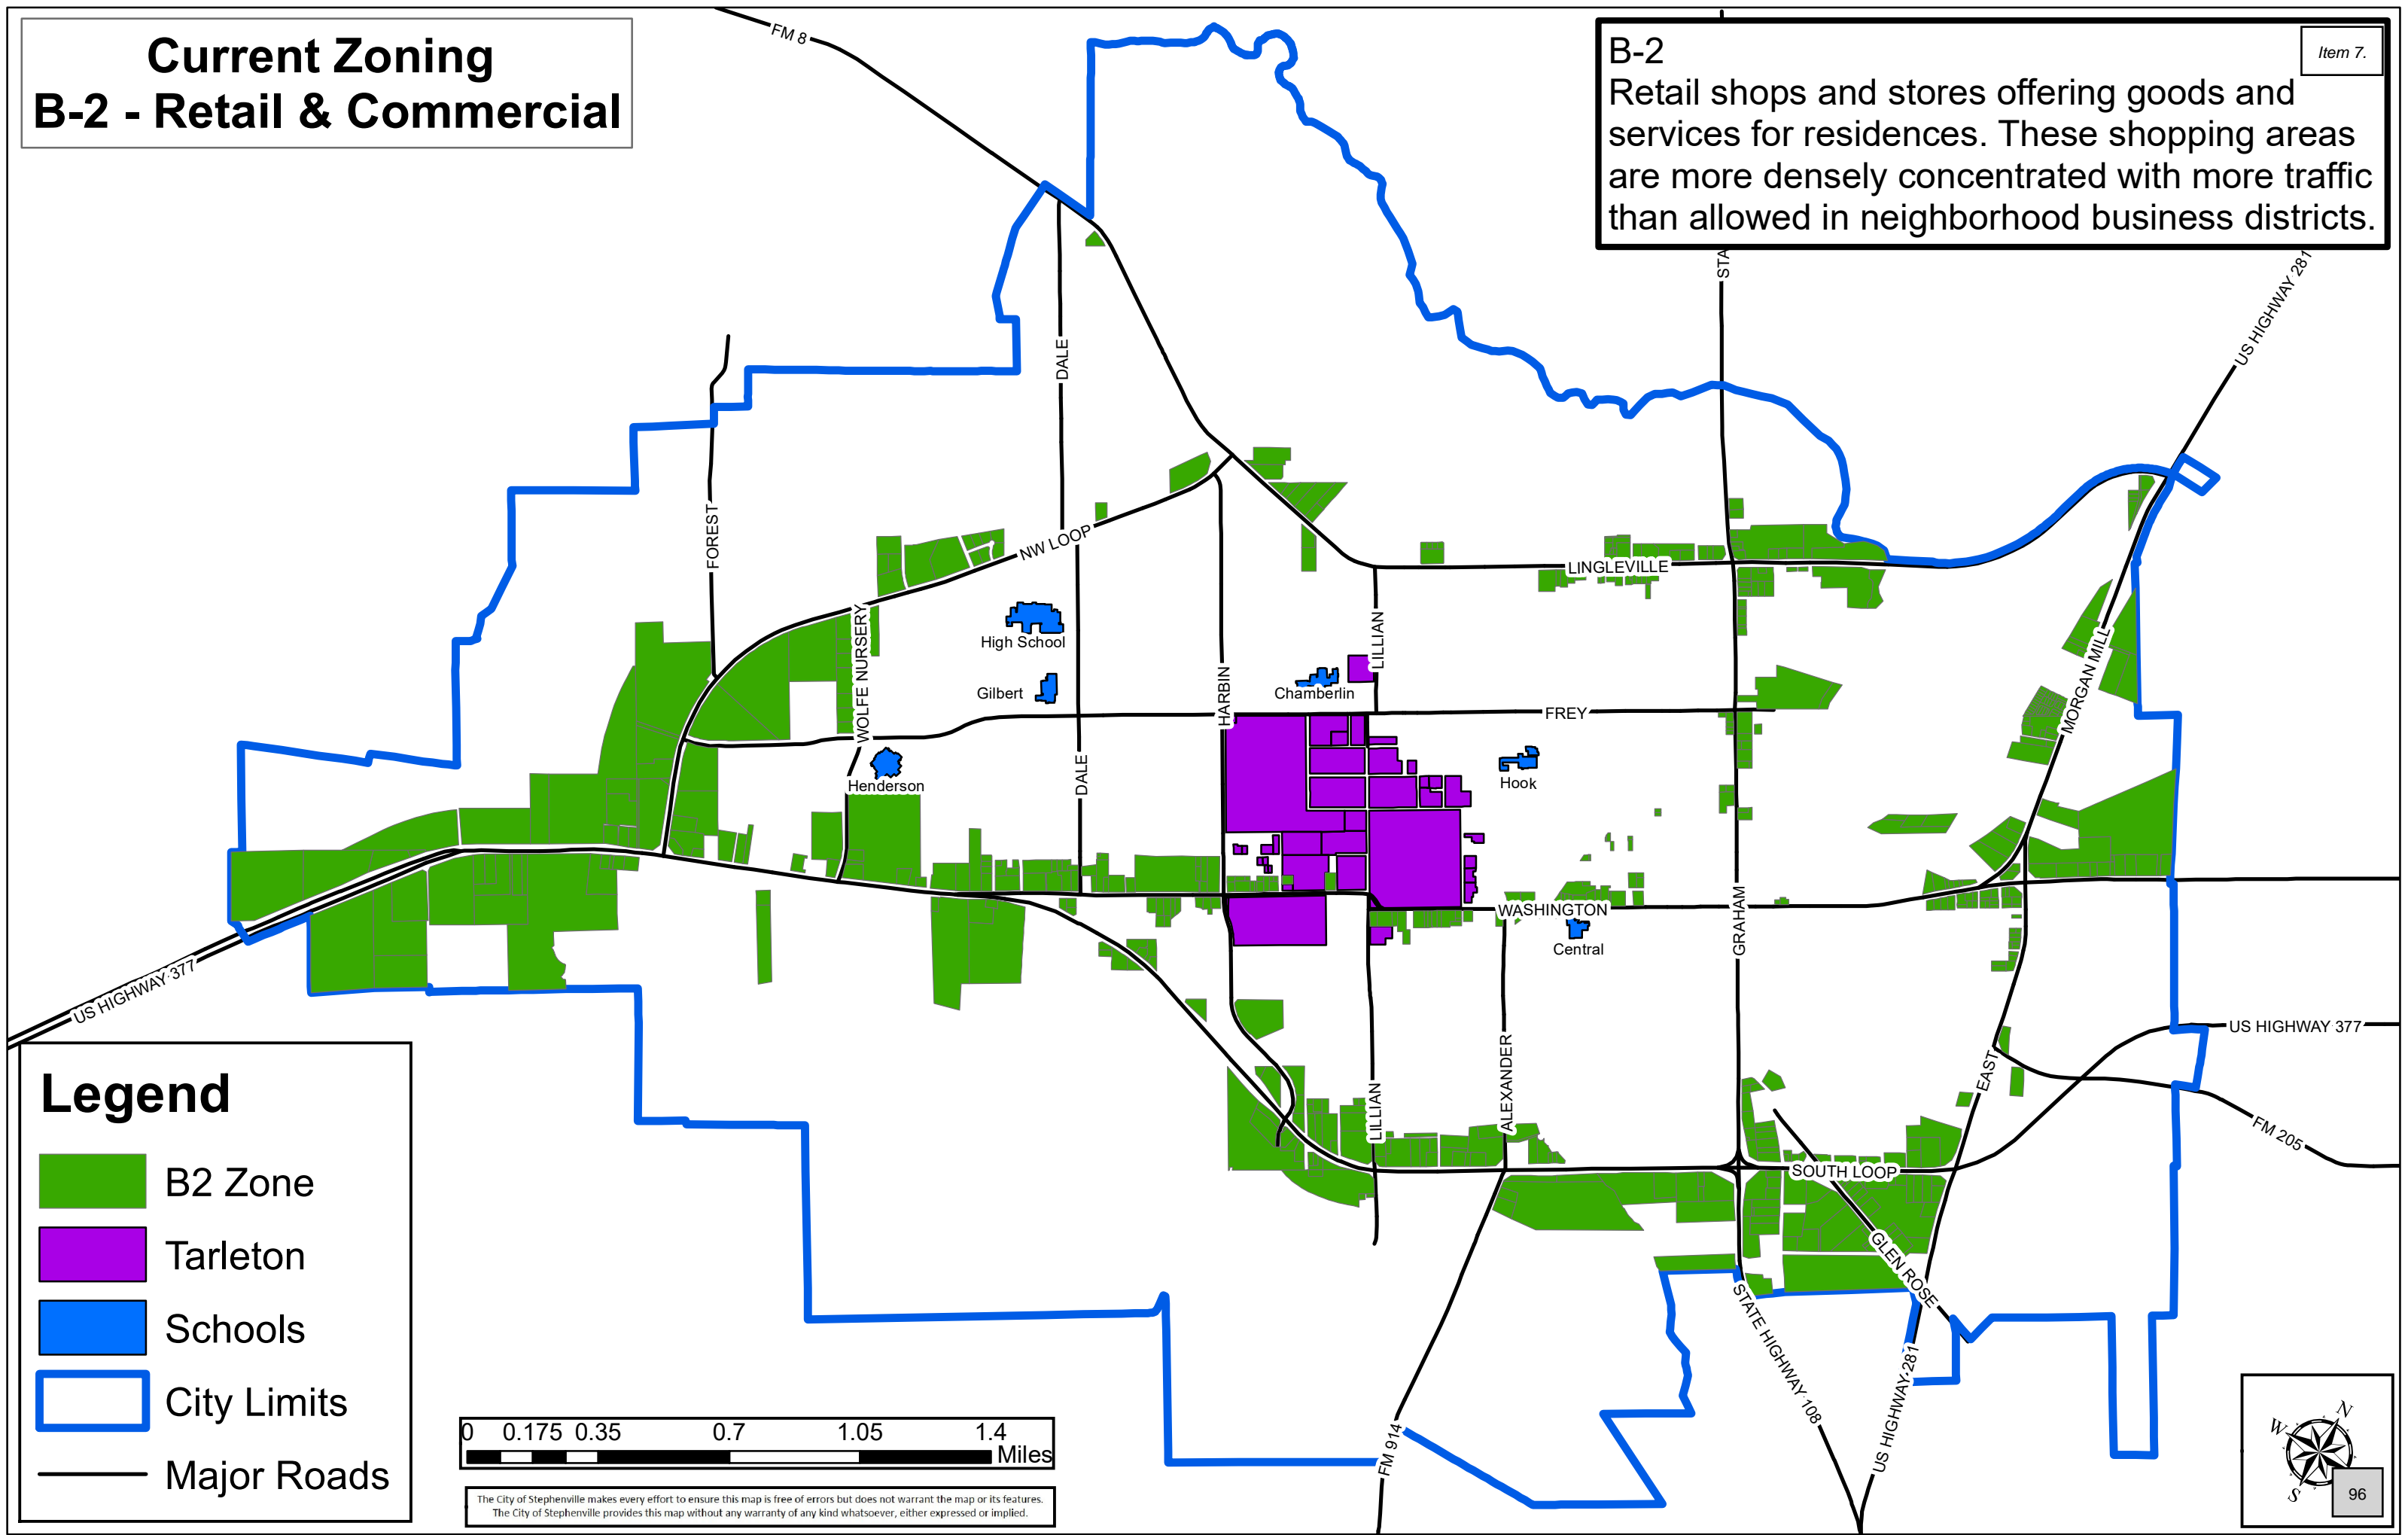 Current Zoning
B-2 - Retail & Commercial
Item 7.
B-2
Retail shops and stores offering goods and
services for residences. These shopping areas
are more densely concentrated with more traffic
than allowed in neighborhood business districts.
FM 8
STA
US HIGHWAY 281
DALE
FOREST
NW LOOP
LINGLEVILLE
WOLFE NURSERY
High School
LILLIAN
MORGAN MILL
Gilbert
HARBIN
Chamberlin
FREY
Henderson
DALE
Hook
GRAHAM
WASHINGTON
Central
US HIGHWAY 377
US HIGHWAY 377
ALEXANDER
LILLIAN
EAST
FM 205
SOUTH LOOP
GLEN ROSE
STATE HIGHWAY 108
US HIGHWAY 281
FM 914
Legend
B2 Zone
Tarleton
Schools
City Limits
Major Roads
0 0.175 0.35 0.7 1.05 1.4
Miles
The City of Stephenville makes every effort to ensure this map is free of errors but does not warrant the map or its features.
The City of Stephenville provides this map without any warranty of any kind whatsoever, either expressed or implied.
N
W
S
96